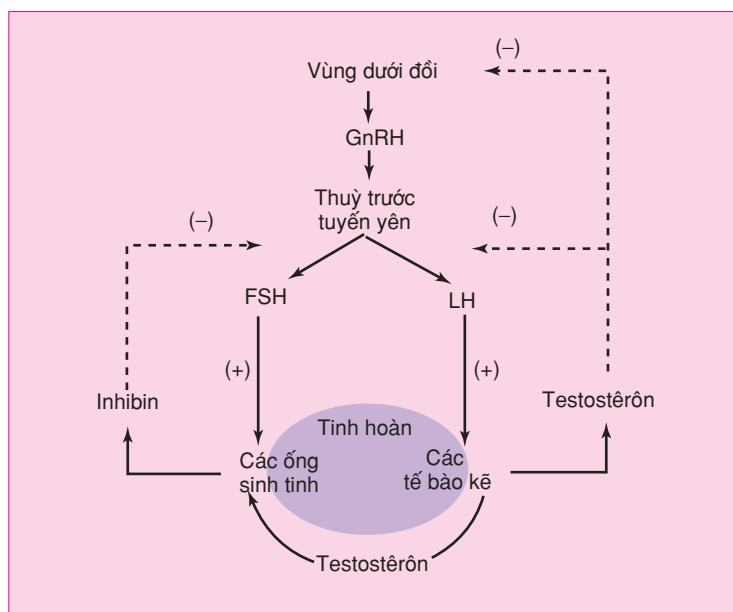 (–)
Vùng dưới đồi
GnRH
Thuỳ trước
tuyến yên
(–)
(–)
FSH
LH
(+)
(+)
Inhibin
Testostêrôn
Tinh hoàn
Các ống
sinh tinh
Các
tế bào kẽ
Testostêrôn